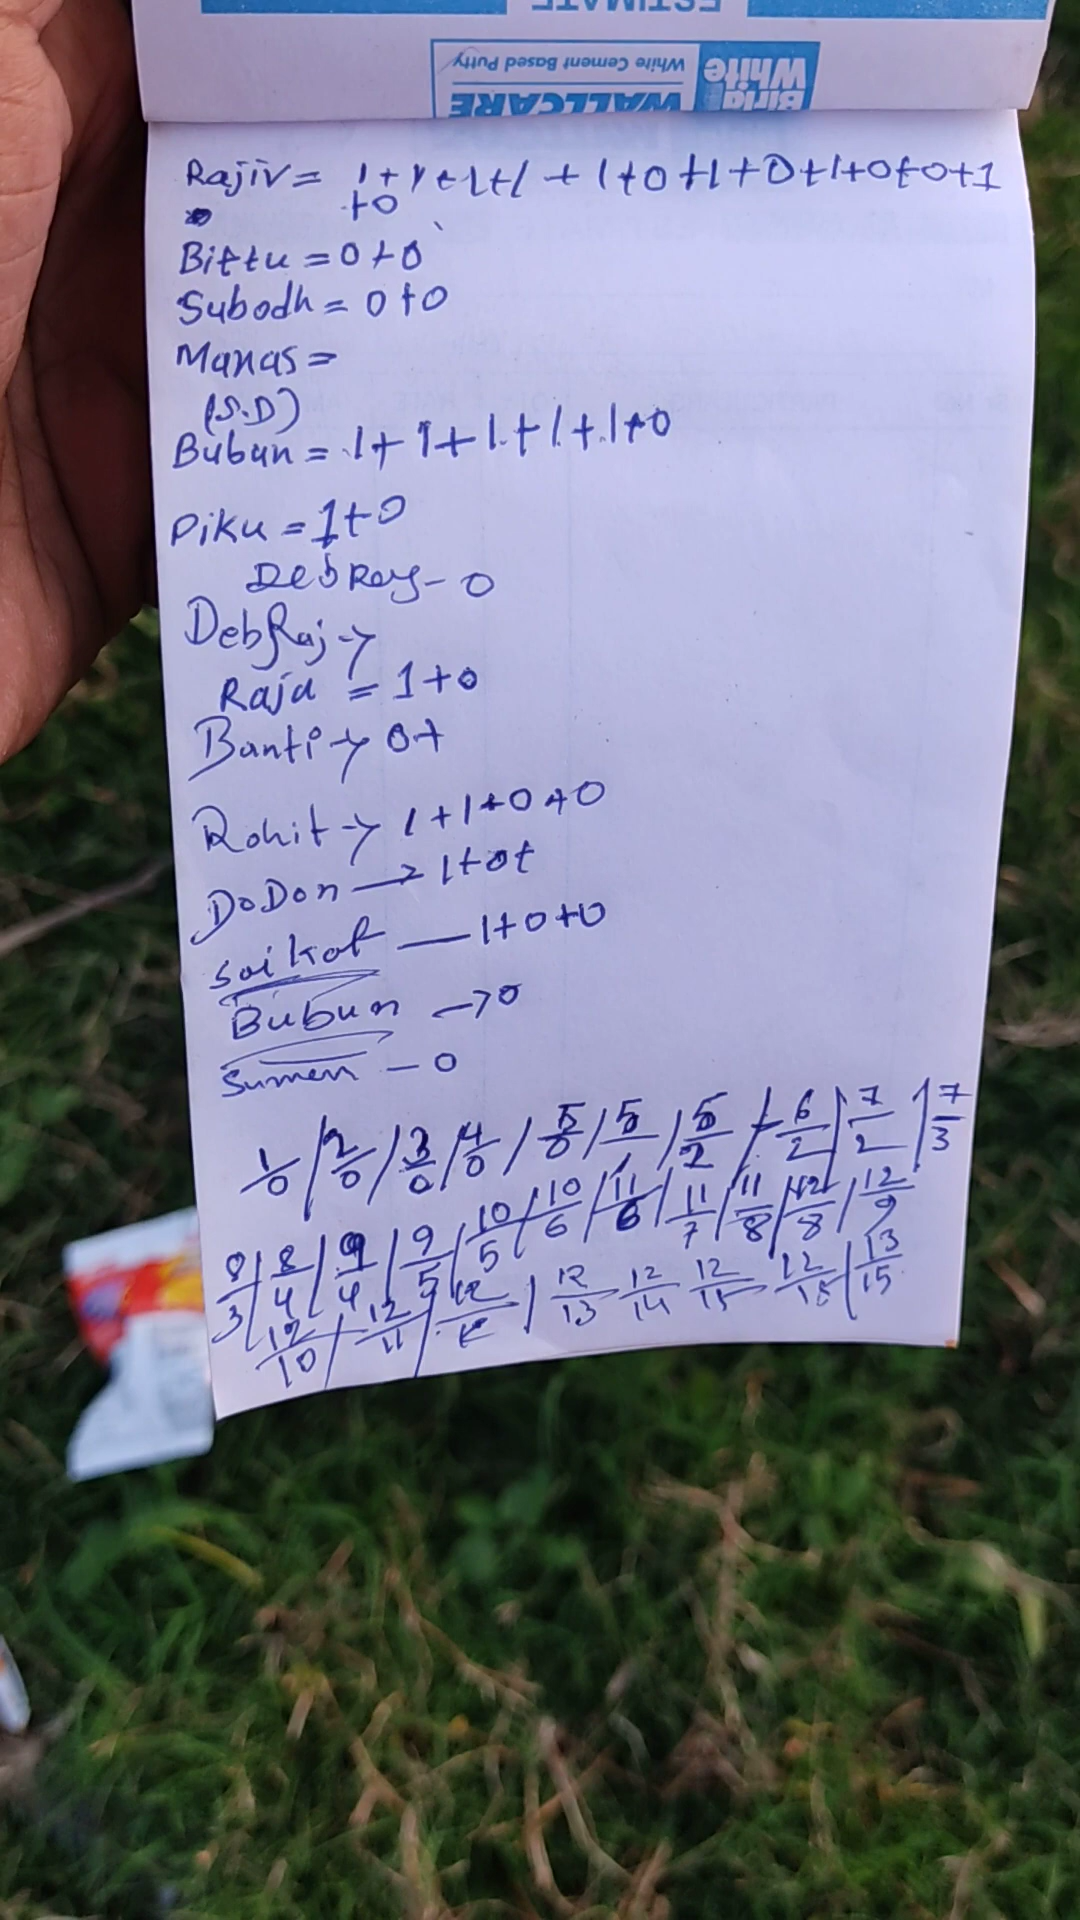 ESTIMATE
Birla White WALLCARE
White Cement Based Putty
Rajiv = 1+1+1+1+1+0+1+0+1+0+0+1
+0
Bittu = 0+0
Subodh = 0+0
Manas =
(S.D)
Buban = 1+1+1+1+1+0
Piku = 1+0
DebRoy - 0
DebRaj →
Raja = 1+0
Banti → 0+
Rohit → 1+1+0+0
DoDon → 1+0+
Saikat — 1+0+0
Bubun → 0
Sumen - 0
1/0 / 2/0 / 3/0 / 4/0 / 5/0 / 5/1 / 5/2 / 6/2 / 7/2 / 7/3
8/3 / 8/4 / 9/4 / 9/5 / 10/5 / 10/6 / 11/6 / 11/7 / 11/8 / 12/8 / 12/9
12/10 / 12/11 / 12/12 / 12/13 12/14 12/15 12/15 / 13/15